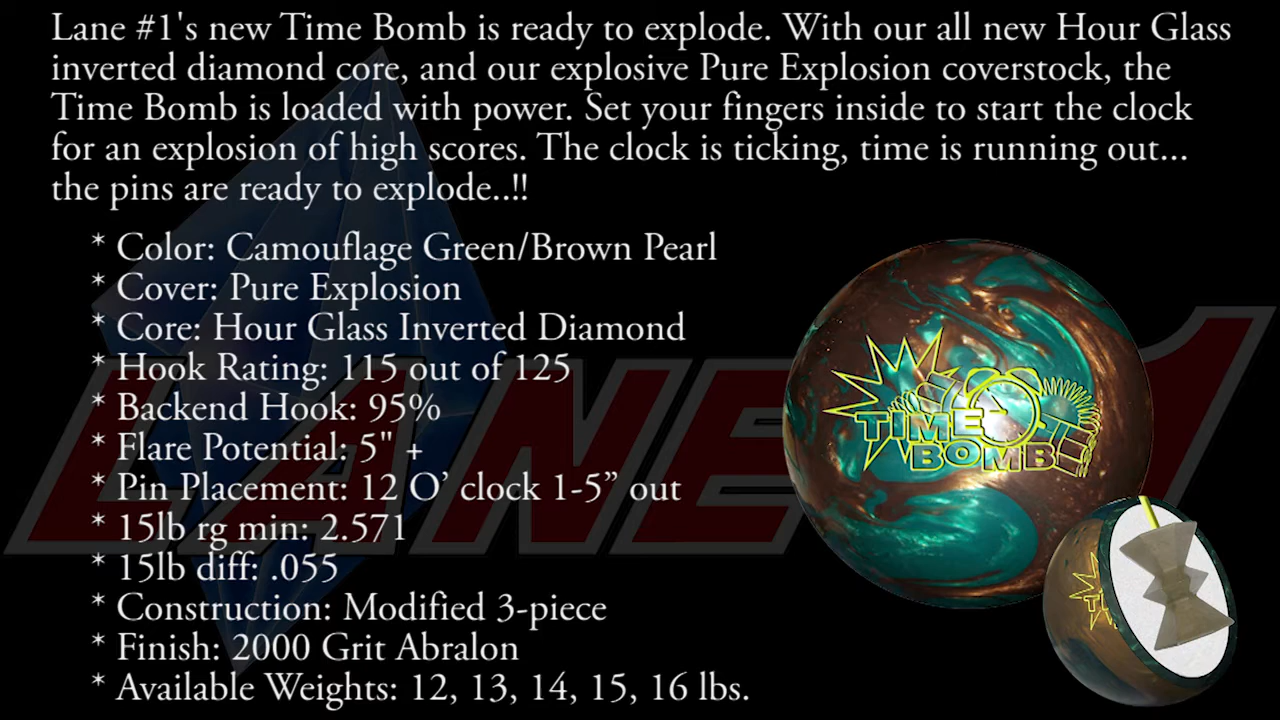 Lane #1's new Time Bomb is ready to explode. With our all new Hour Glass
inverted diamond core, and our explosive Pure Explosion coverstock, the
Time Bomb is loaded with power. Set your fingers inside to start the clock
for an explosion of high scores. The clock is ticking, time is running out...
the pins are ready to explode..!!
* Color: Camouflage Green/Brown Pearl
* Cover: Pure Explosion
* Core: Hour Glass Inverted Diamond
* Hook Rating: 115 out of 125
* Backend Hook: 95%
* Flare Potential: 5" +
* Pin Placement: 12 O’ clock 1-5” out
* 15lb rg min: 2.571
* 15lb diff: .055
* Construction: Modified 3-piece
* Finish: 2000 Grit Abralon
* Available Weights: 12, 13, 14, 15, 16 lbs.
LANE 1
TIME
BOMB